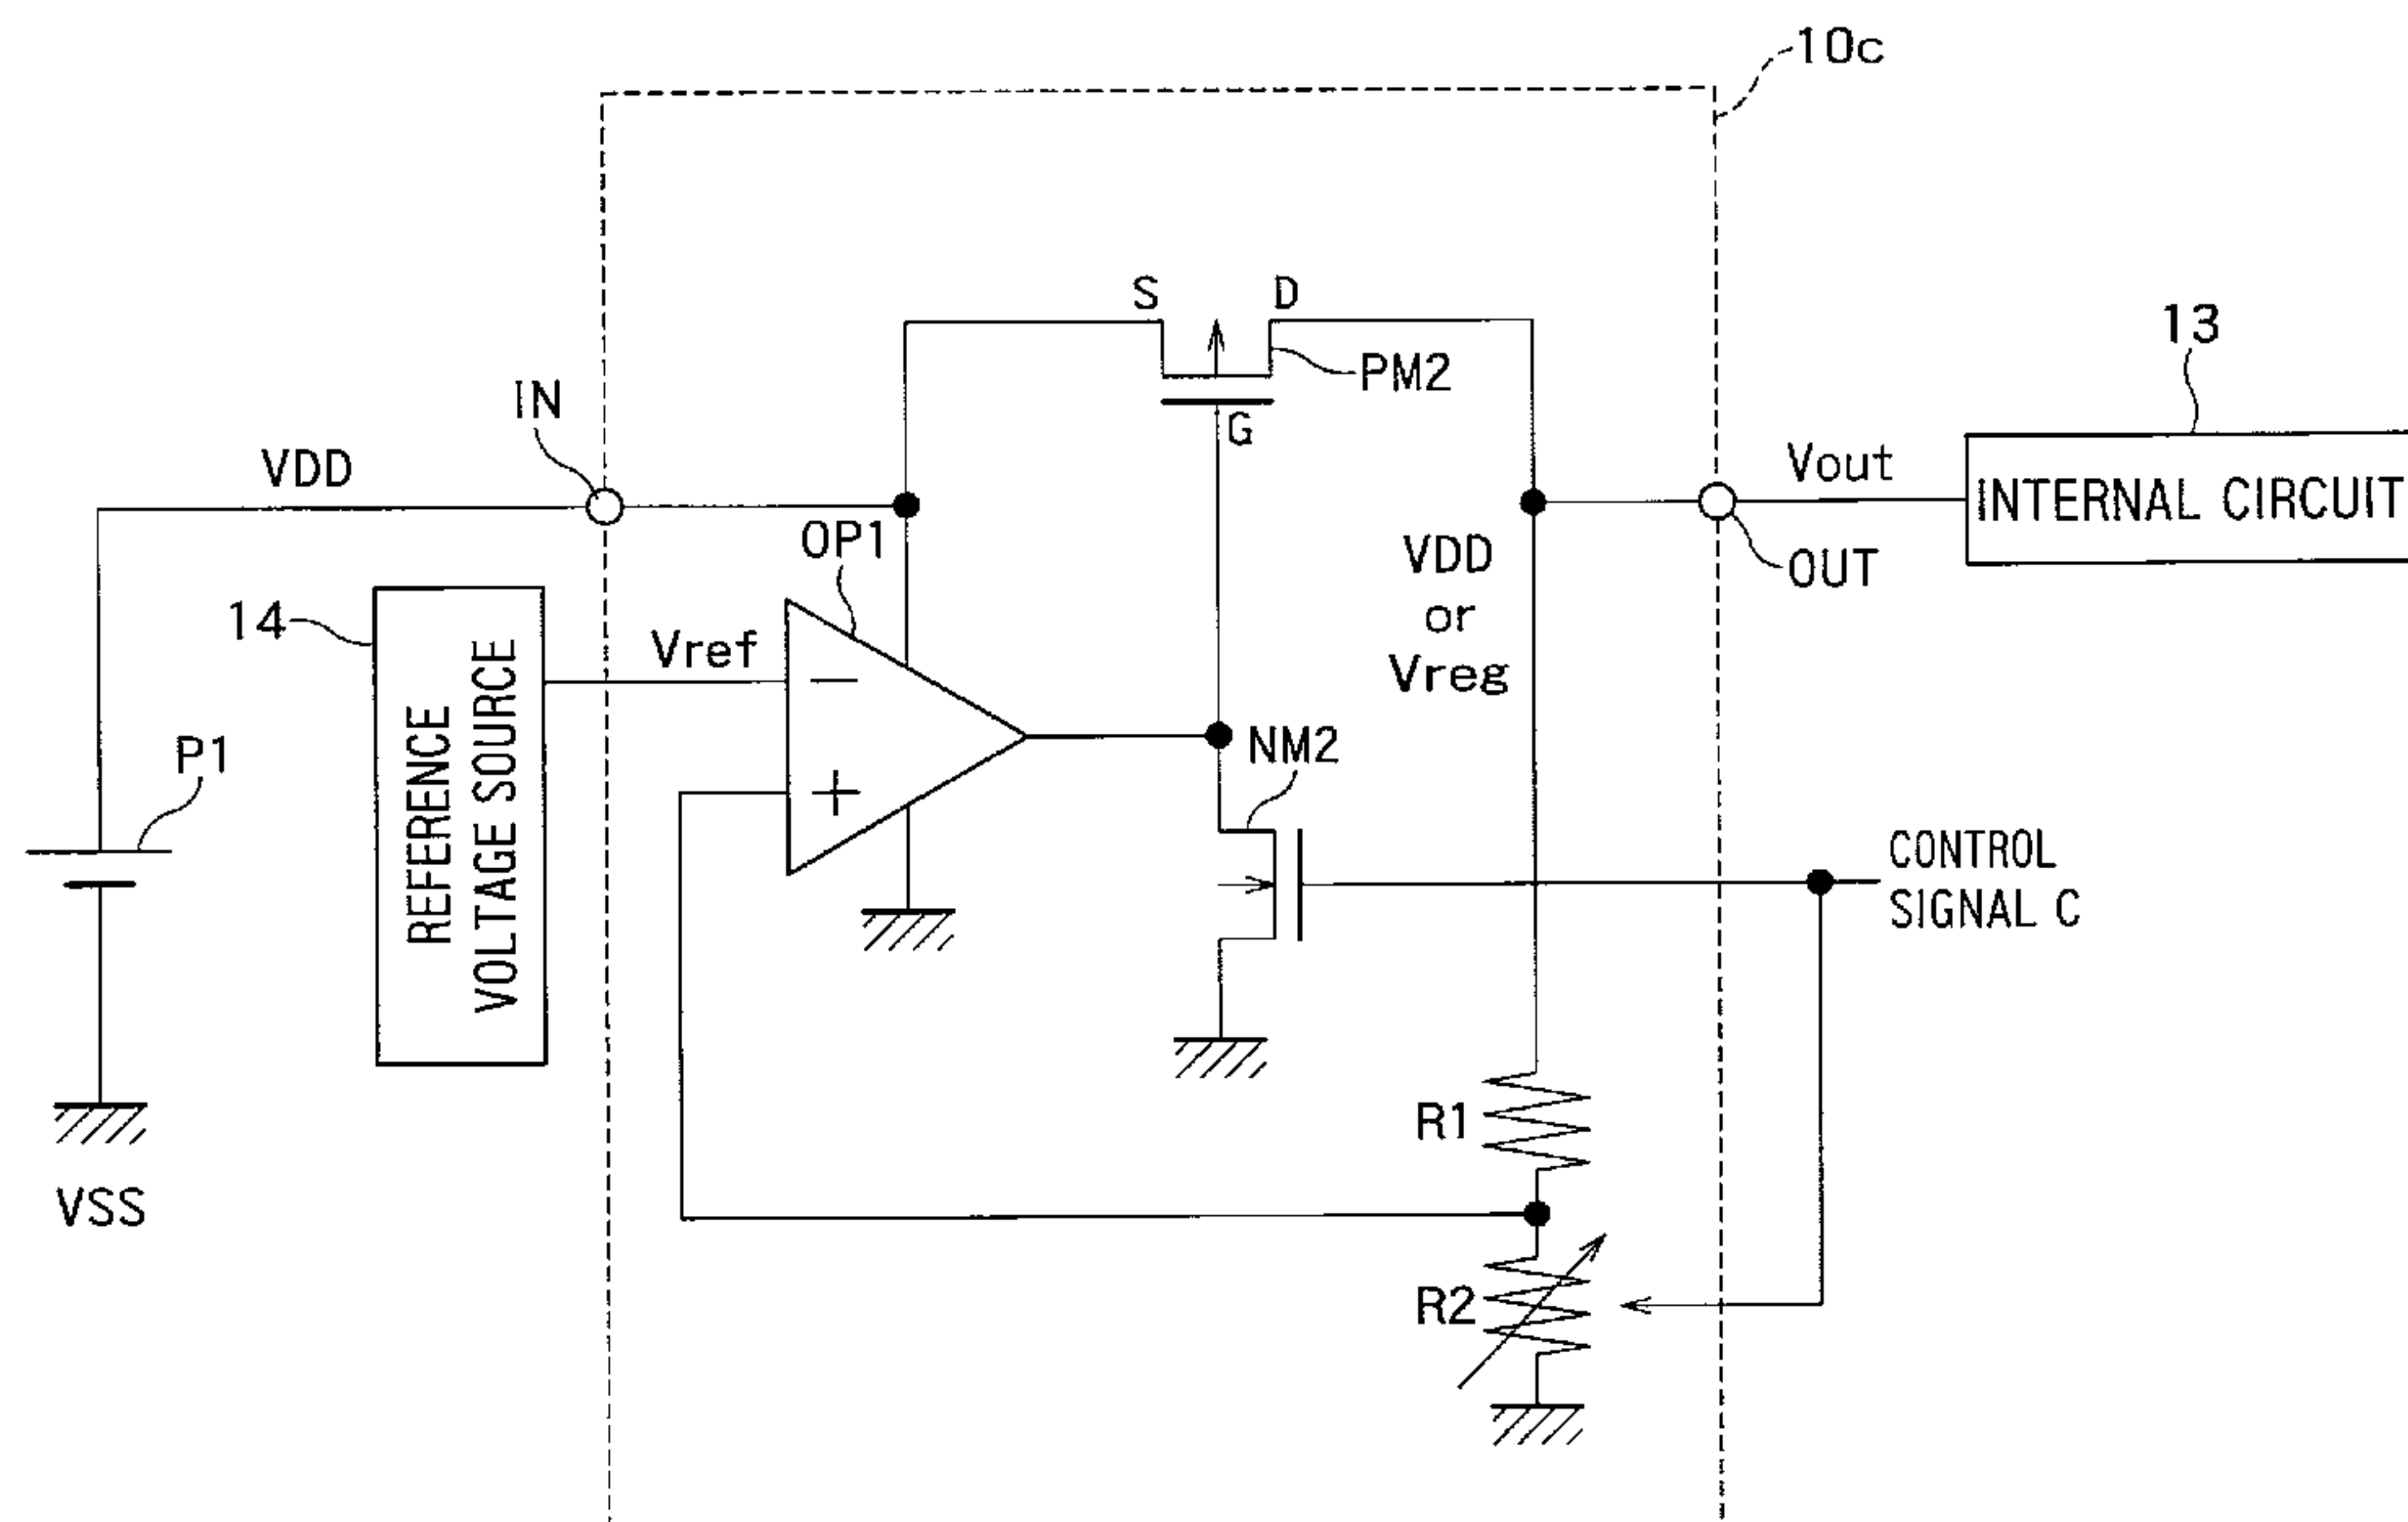 10c
S
D
PM2
G
13
IN
VDD
Vout
INTERNAL CIRCUIT
OUT
OP1
VDD
or
Vreg
14
Vref
REFERENCE
VOLTAGE SOURCE
−
+
NM2
P1
CONTROL
SIGNAL C
R1
VSS
R2